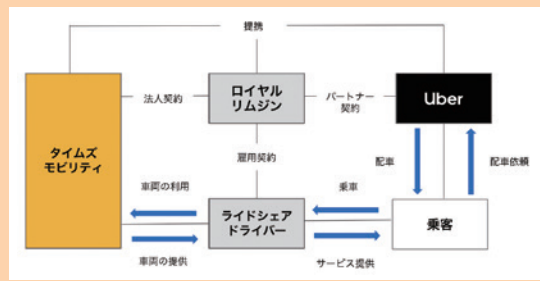 提携
ロイヤル
リムジン
法人契約
パートナー
契約
Uber
タイムズ
モビリティ
雇用契約
配車
配車依頼
車両の利用
乗車
ライドシェア
ドライバー
乗客
車両の提供
サービス提供